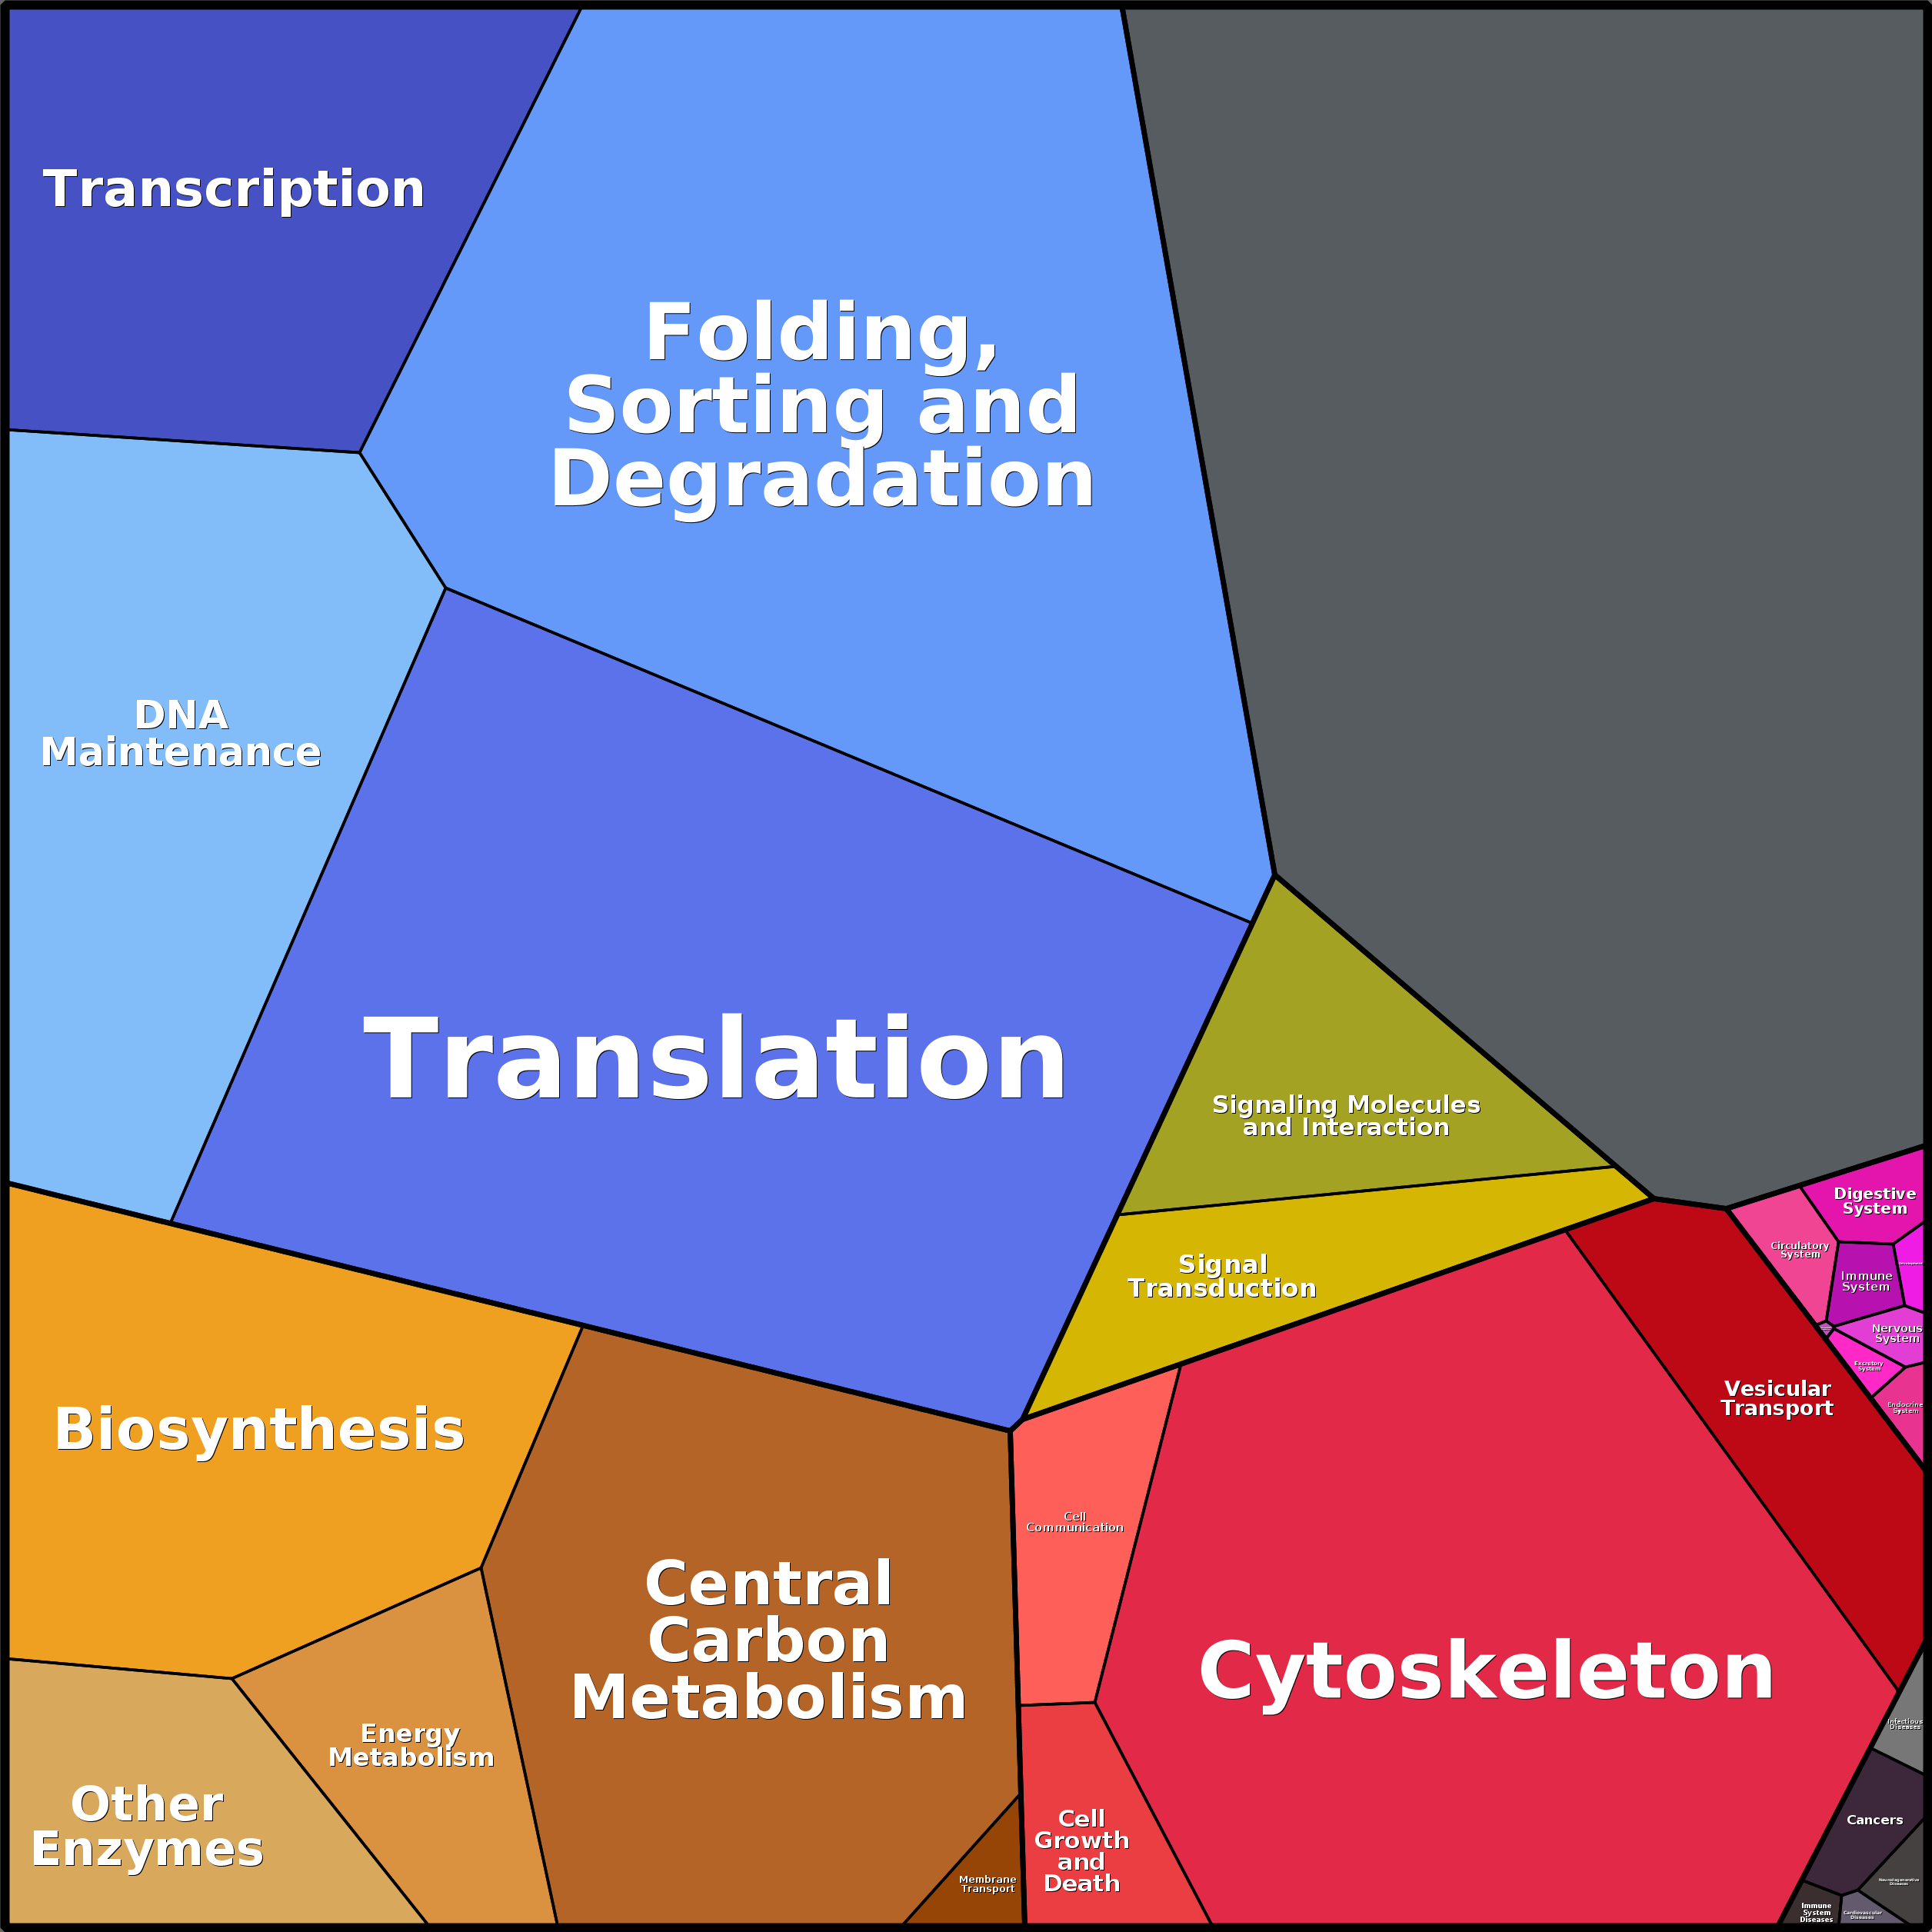 Transcription
Folding,
Sorting and
Degradation
DNA
Maintenance
Translation
Signaling Molecules
and Interaction
Signal
Transduction
Digestive
System
Circulatory
System
Immune
System
Nervous
System
Excretory
System
Endocrine
System
Vesicular
Transport
Biosynthesis
Central
Carbon
Metabolism
Cell
Communication
Cytoskeleton
Energy
Metabolism
Other
Enzymes
Membrane
Transport
Cell
Growth
and
Death
Infectious
Diseases
Cancers
Neurodegenerative
Diseases
Immune
System
Diseases
Cardiovascular
Diseases